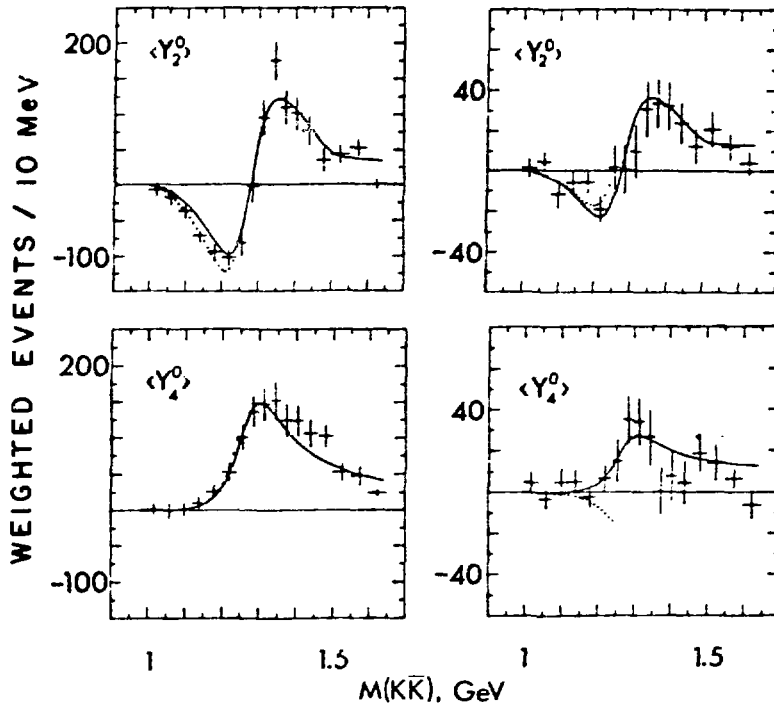 WEIGHTED EVENTS / 10 MeV
200
-100
⟨Y₂⁰⟩
40
-40
⟨Y₂⁰⟩
200
-100
⟨Y₄⁰⟩
40
-40
⟨Y₄⁰⟩
1
1.5
1
1.5
M(KK̅), GeV